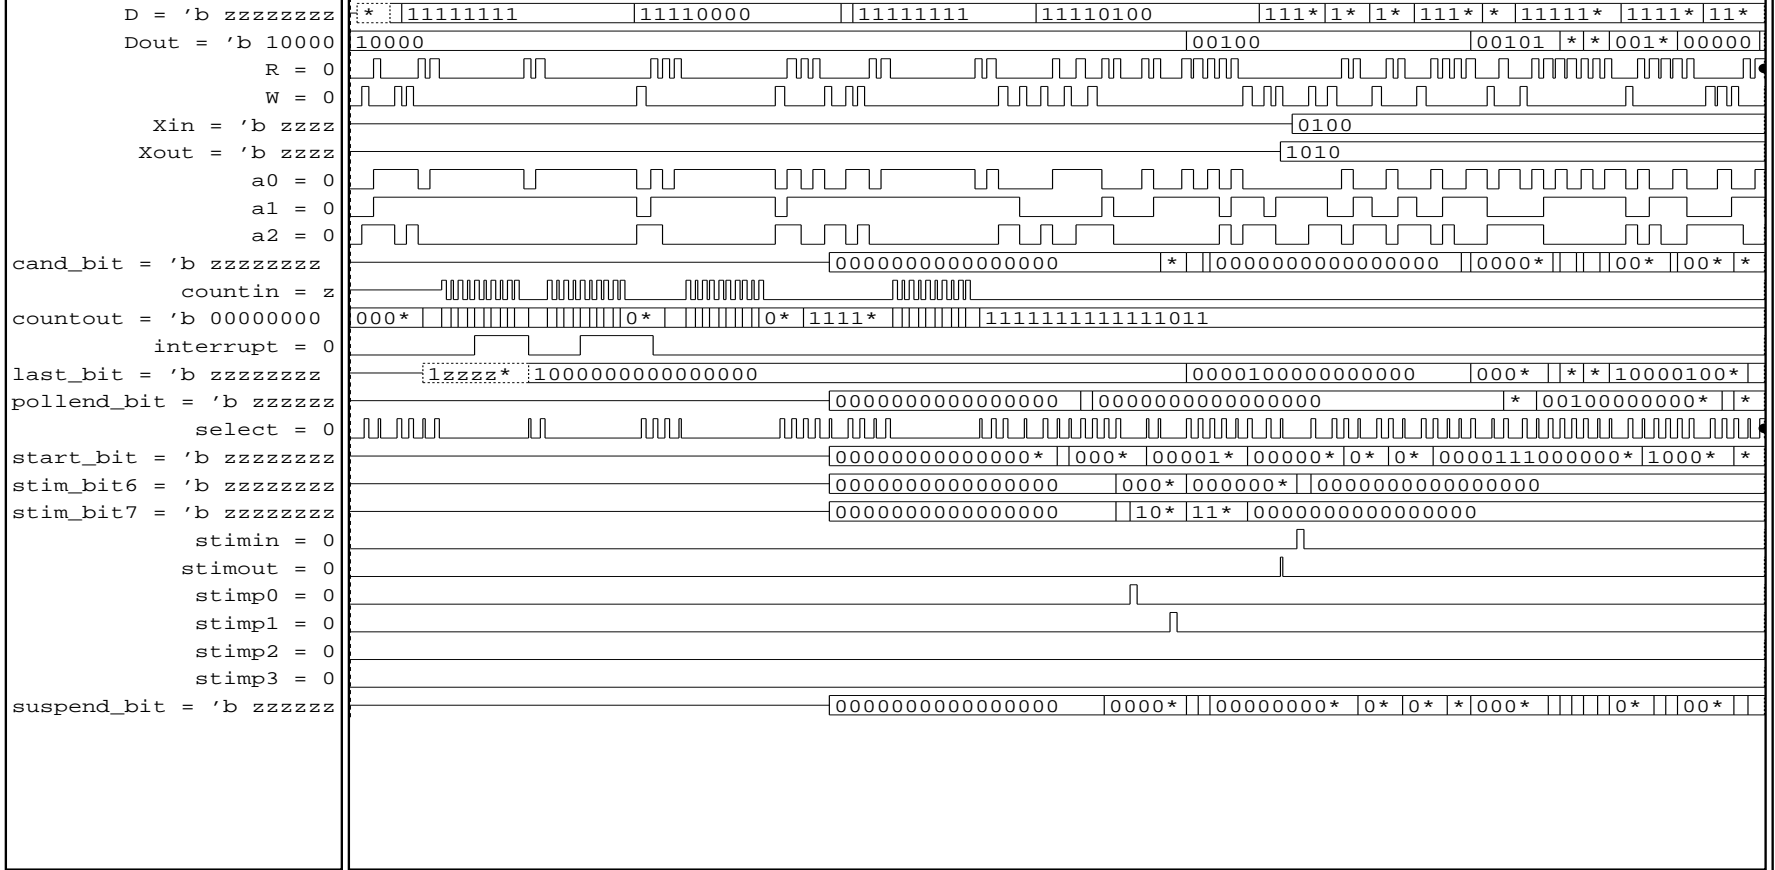 D = 'b zzzzzzzz * 11111111 11110000 11111111 11110100 111* 1* 1* 111* * 11111* 1111* 11*
Dout = 'b 10000 10000 00100 00101 * * 001* 00000
R = 0
W = 0
Xin = 'b zzzz 0100
Xout = 'b zzzz 1010
a0 = 0
a1 = 0
a2 = 0
cand_bit = 'b zzzzzzzz 0000000000000000 * 0000000000000000 0000* 00* 00* *
countin = z
countout = 'b 00000000 000* 0* 0* 1111* 1111111111111011
interrupt = 0
last_bit = 'b zzzzzzzz 1zzzz* 1000000000000000 0000100000000000 000* * * 10000100*
pollend_bit = 'b zzzzzz 0000000000000000 0000000000000000 * 00100000000* *
select = 0
start_bit = 'b zzzzzzzz 000000000000000* 000* 00001* 00000* 0* 0* 0000111000000* 1000* *
stim_bit6 = 'b zzzzzzzz 0000000000000000 000* 000000* 0000000000000000
stim_bit7 = 'b zzzzzzzz 0000000000000000 10* 11* 0000000000000000
stimin = 0
stimout = 0
stimp0 = 0
stimp1 = 0
stimp2 = 0
stimp3 = 0
suspend_bit = 'b zzzzzz 0000000000000000 0000* 00000000* 0* 0* * 000* 0* 00*